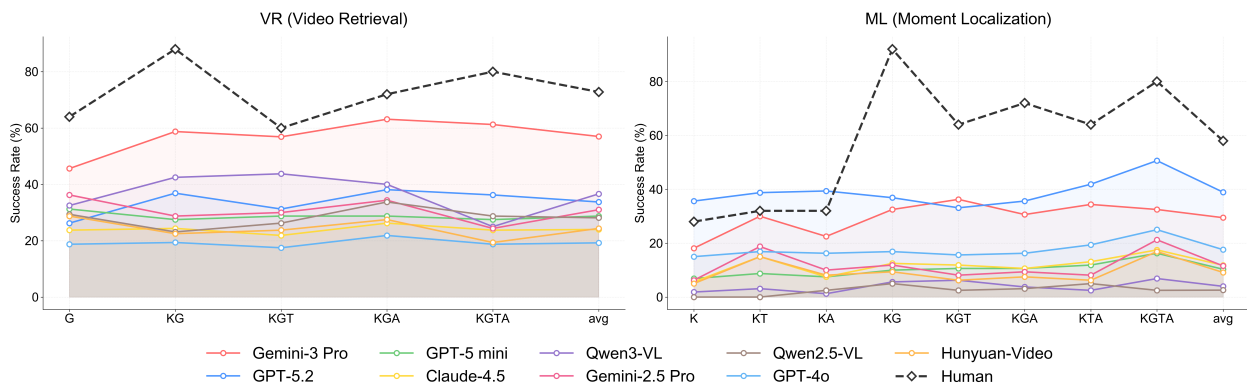 VR (Video Retrieval)
Success Rate (%)
80
60
40
20
0
G KG KGT KGA KGTA avg
ML (Moment Localization)
Success Rate (%)
80
60
40
20
0
K KT KA KG KGT KGA KTA KGTA avg
Gemini-3 Pro GPT-5 mini Qwen3-VL Qwen2.5-VL Hunyuan-Video
GPT-5.2 Claude-4.5 Gemini-2.5 Pro GPT-4o Human